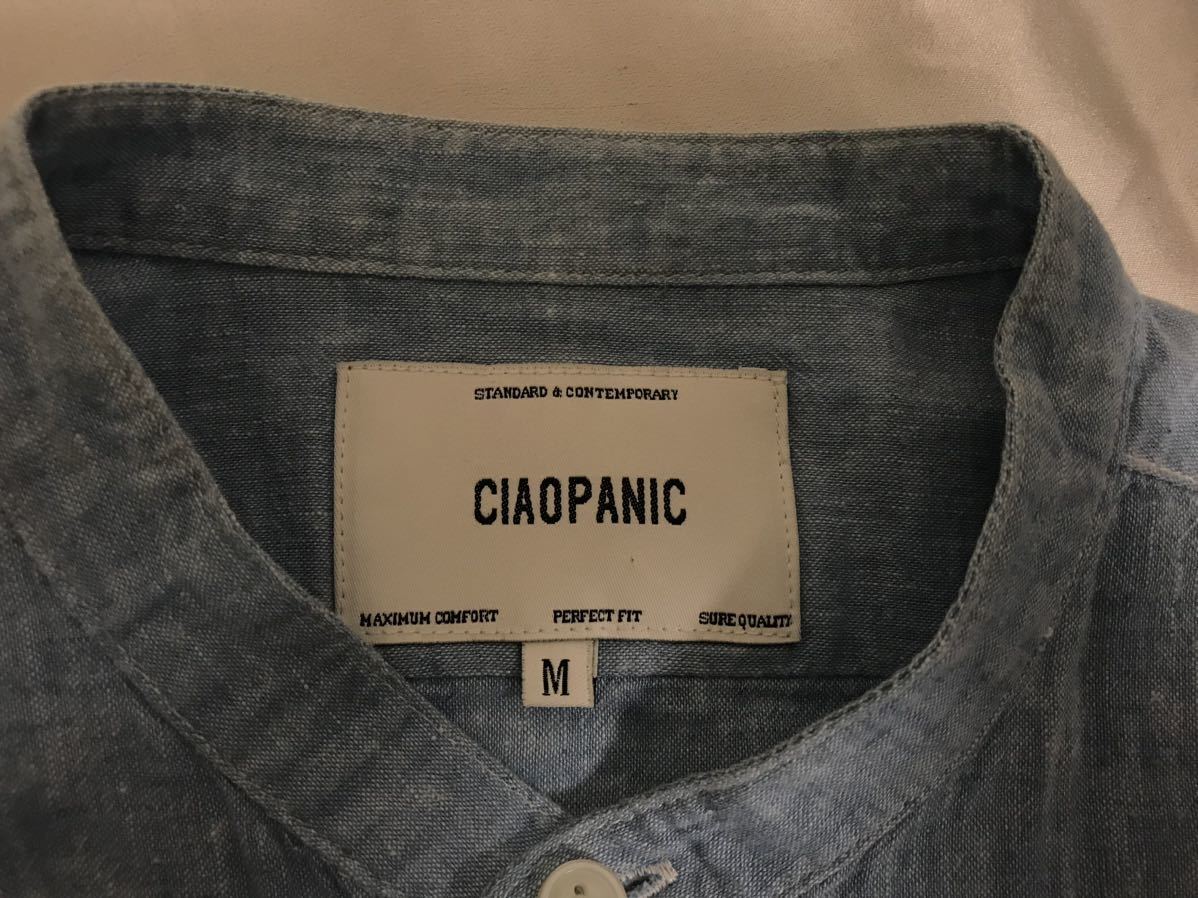 STANDARD & CONTEMPORARY
CIAOPANIC
MAXIMUM COMFORT PERFECT FIT SURE QUALITY
M